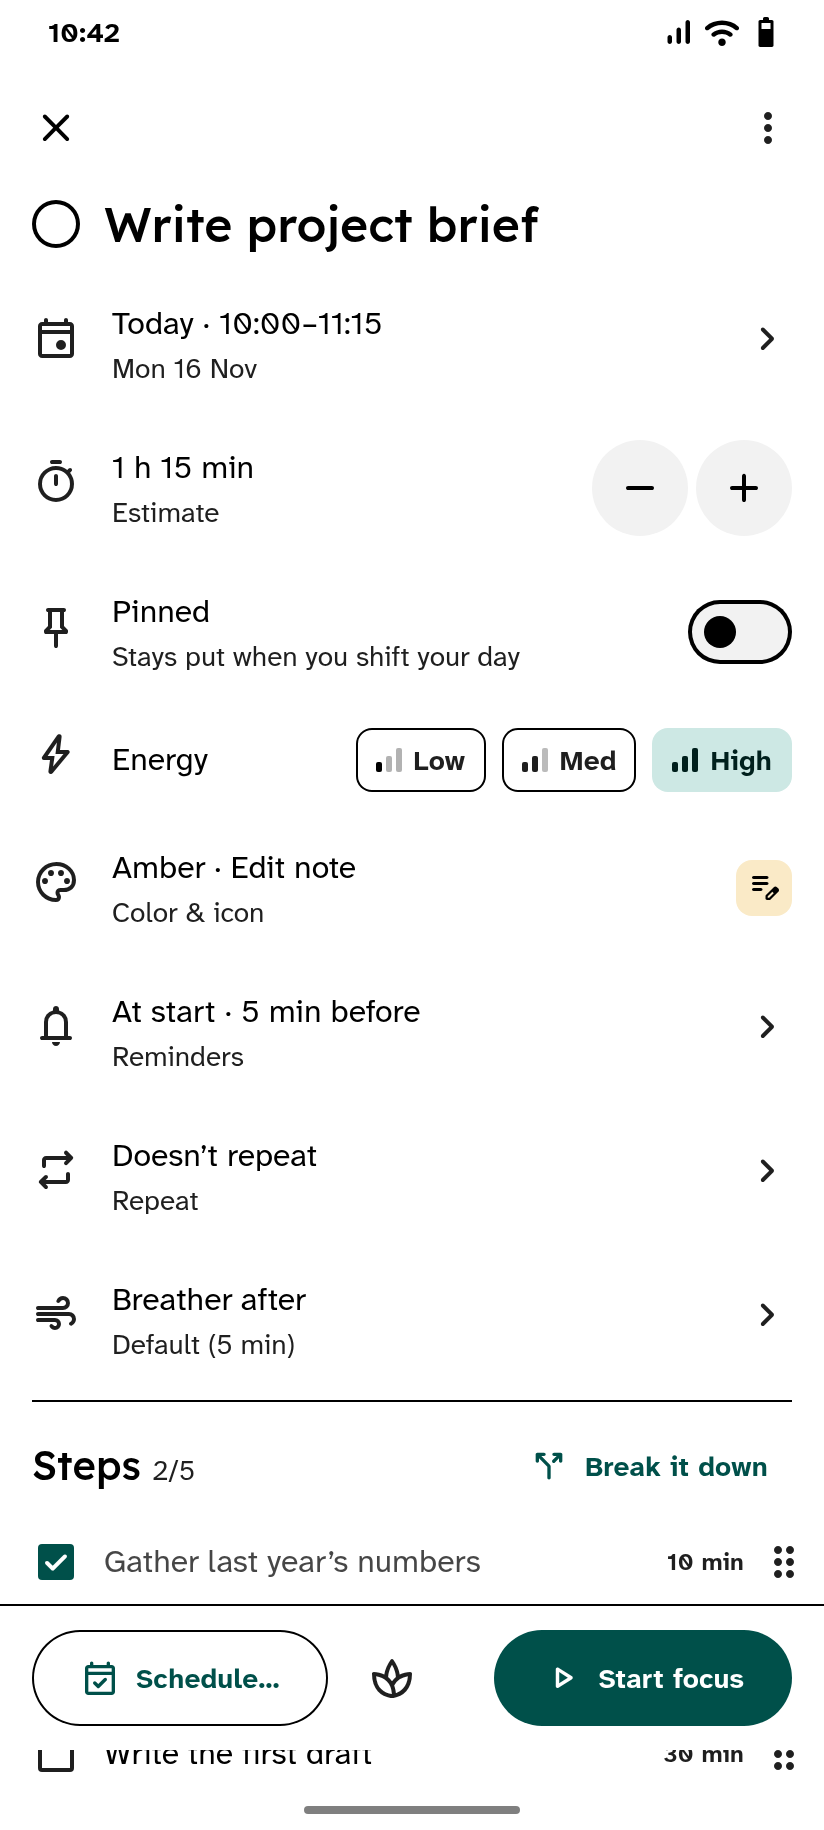 10:42
Write project brief
Today · 10:00–11:15
Mon 16 Nov
1 h 15 min
Estimate
Pinned
Stays put when you shift your day
Energy
Low
Med
High
Amber · Edit note
Color & icon
At start · 5 min before
Reminders
Doesn’t repeat
Repeat
Breather after
Default (5 min)
Steps 2/5
Break it down
Gather last year’s numbers
10 min
Schedule…
Start focus
Write the first draft
30 min